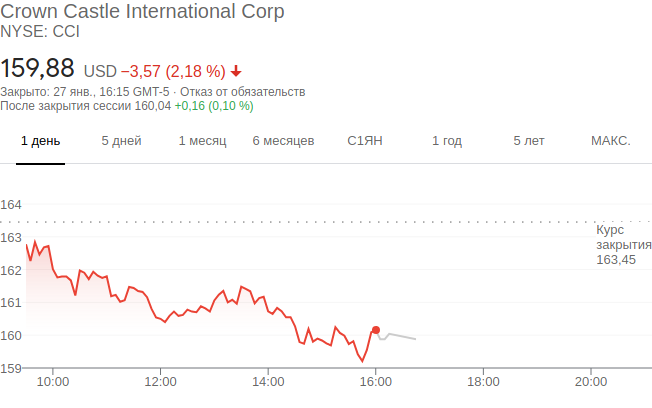 Crown Castle International Corp
NYSE: CCI
159,88 USD −3,57 (2,18 %)
Закрыто: 27 янв., 16:15 GMT-5 · Отказ от обязательств
После закрытия сессии 160,04 +0,16 (0,10 %)
1 день 5 дней 1 месяц 6 месяцев С1ЯН 1 год 5 лет МАКС.
164
163
162
161
160
159
Курс
закрытия
163,45
10:00 12:00 14:00 16:00 18:00 20:00